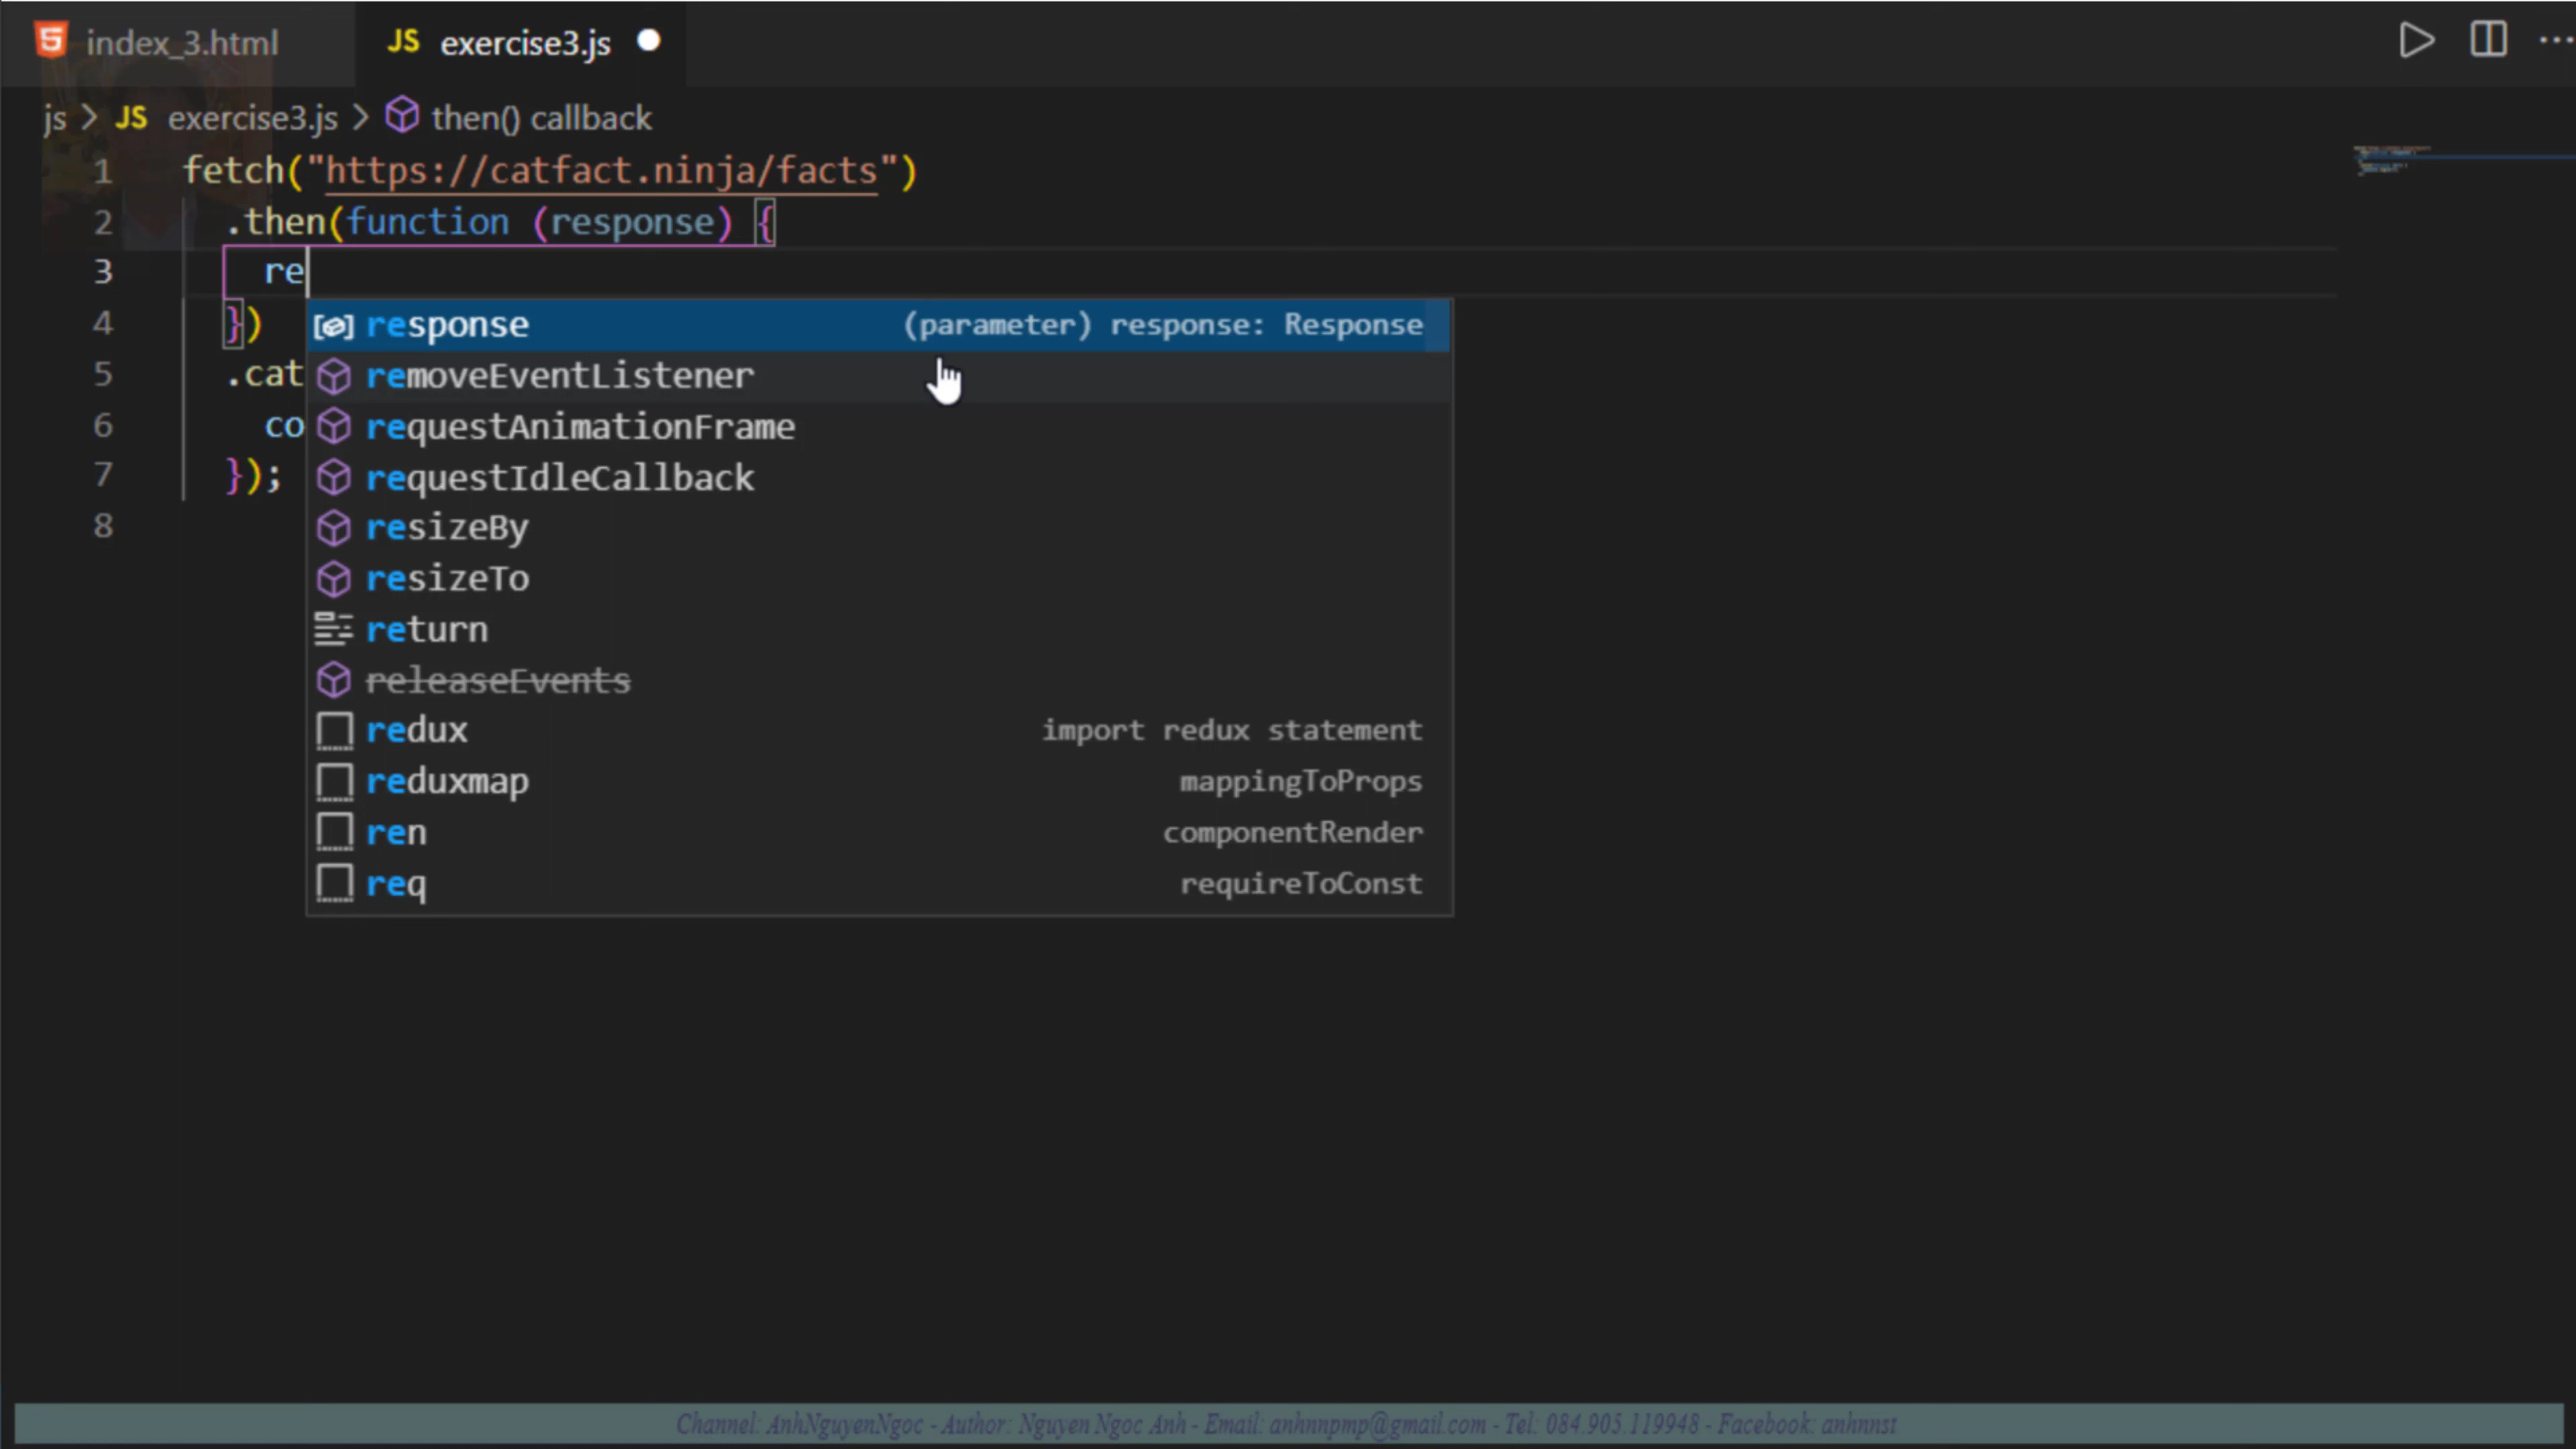 index_3.html
JS exercise3.js
js > JS exercise3.js > then() callback
1 fetch("https://catfact.ninja/facts")
2 .then(function (response) {
3 re
4 })
5 .cat
6 co
7 });
8
response (parameter) response: Response
removeEventListener
requestAnimationFrame
requestIdleCallback
resizeBy
resizeTo
return
releaseEvents
redux import redux statement
reduxmap mappingToProps
ren componentRender
req requireToConst
Channel: AnhNguyenNgoc - Author: Nguyen Ngoc Anh - Email: anhnnpmp@gmail.com - Tel: 084.905.119948 - Facebook: anhnnst